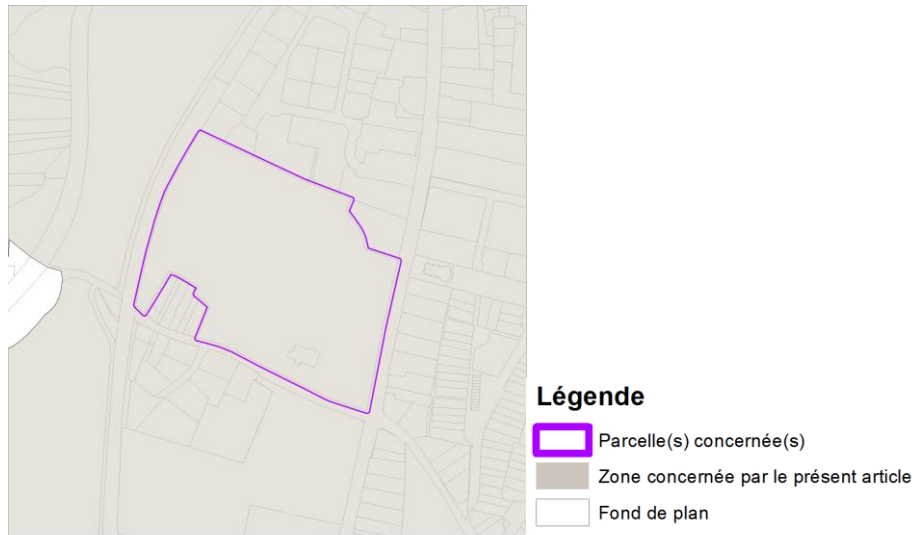 Légende
Parcelle(s) concernée(s)
Zone concernée par le présent article
Fond de plan